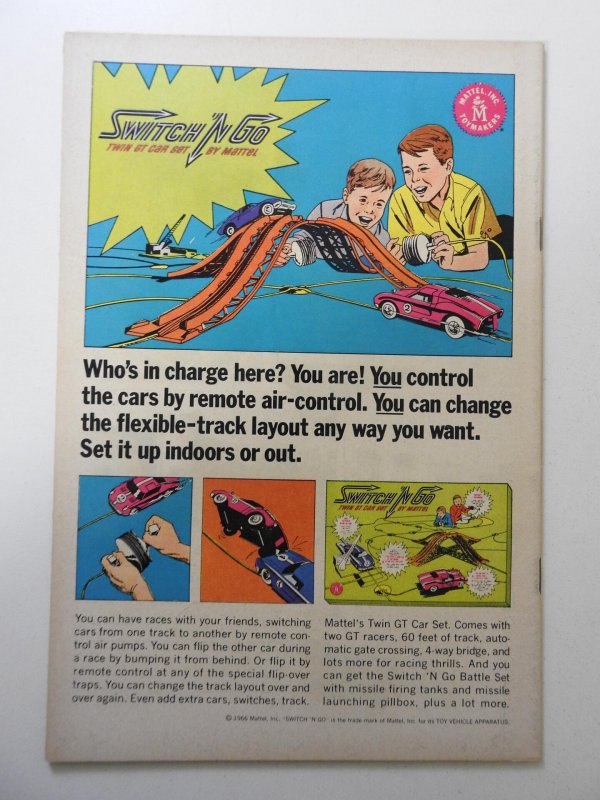 SWITCH 'N GO
TWIN GT CAR SET BY MATTEL
MATTEL, INC.
M
TOYMAKERS
2
Who's in charge here? You are! You control
the cars by remote air-control. You can change
the flexible-track layout any way you want.
Set it up indoors or out.
SWITCH 'N GO
TWIN GT CAR SET BY MATTEL
You can have races with your friends, switching
cars from one track to another by remote con-
trol air pumps. You can flip the other car during
a race by bumping it from behind. Or flip it by
remote control at any of the special flip-over
traps. You can change the track layout over and
over again. Even add extra cars, switches, track.
Mattel's Twin GT Car Set. Comes with
two GT racers, 60 feet of track, auto-
matic gate crossing, 4-way bridge, and
lots more for racing thrills. And you
can get the Switch 'N Go Battle Set
with missile firing tanks and missile
launching pillbox, plus a lot more.
© 1966 Mattel, Inc. "SWITCH 'N GO" is the trade mark of Mattel, Inc. for its TOY VEHICLE APPARATUS.